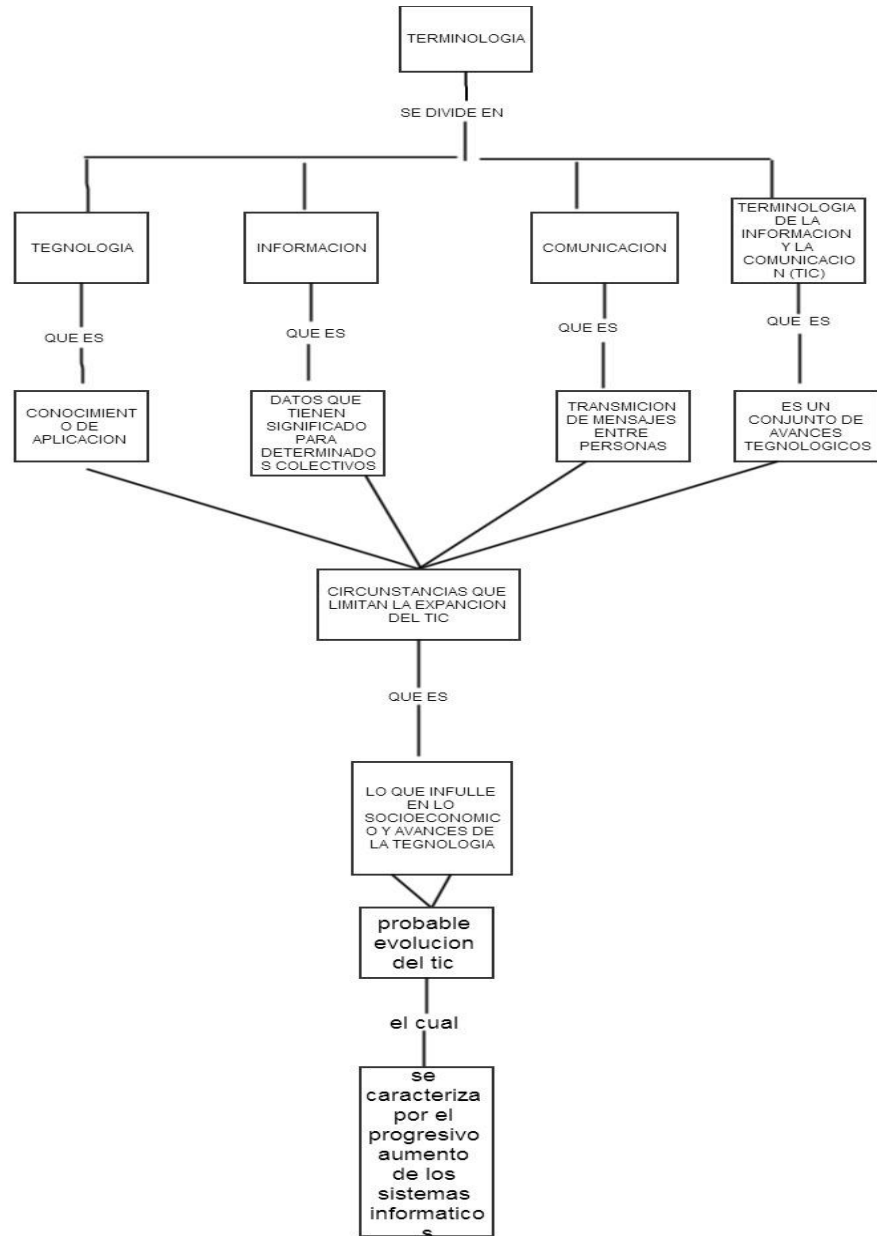 TERMINOLOGIA
SE DIVIDE EN
TEGNOLOGIA
INFORMACION
COMUNICACION
TERMINOLOGIA
DE LA
INFORMACION
Y LA
COMUNICACIO
N (TIC)
QUE ES
QUE ES
QUE ES
QUE ES
CONOCIMIENT
O DE
APLICACION
DATOS QUE
TIENEN
SIGNIFICADO
PARA
DETERMINADO
S COLECTIVOS
TRANSMICION
DE MENSAJES
ENTRE
PERSONAS
ES UN
CONJUNTO DE
AVANCES
TEGNOLOGICOS
CIRCUNSTANCIAS QUE
LIMITAN LA EXPANCION
DEL TIC
QUE ES
LO QUE INFULLE
EN LO
SOCIOECONOMIC
O Y AVANCES DE
LA TEGNOLOGIA
probable
evolucion
del tic
el cual
se
caracteriza
por el
progresivo
aumento
de los
sistemas
informatico
s